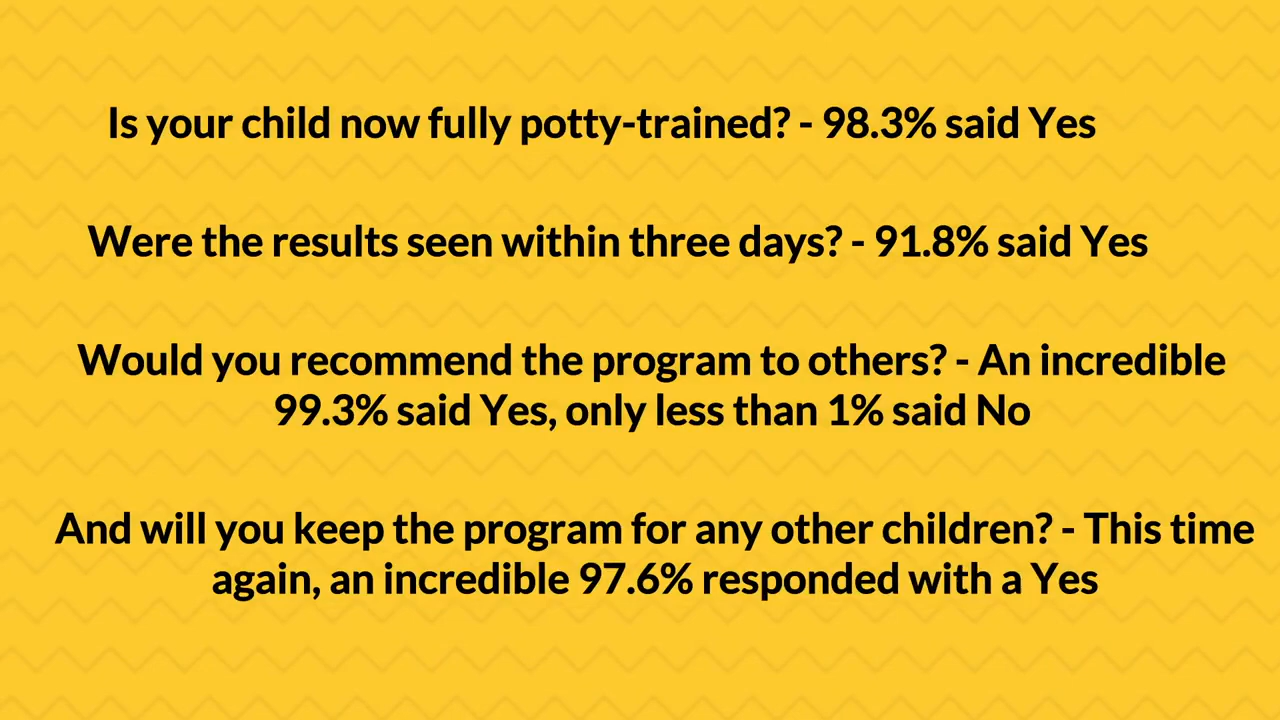 Is your child now fully potty-trained? - 98.3% said Yes
Were the results seen within three days? - 91.8% said Yes
Would you recommend the program to others? - An incredible
99.3% said Yes, only less than 1% said No
And will you keep the program for any other children? - This time
again, an incredible 97.6% responded with a Yes